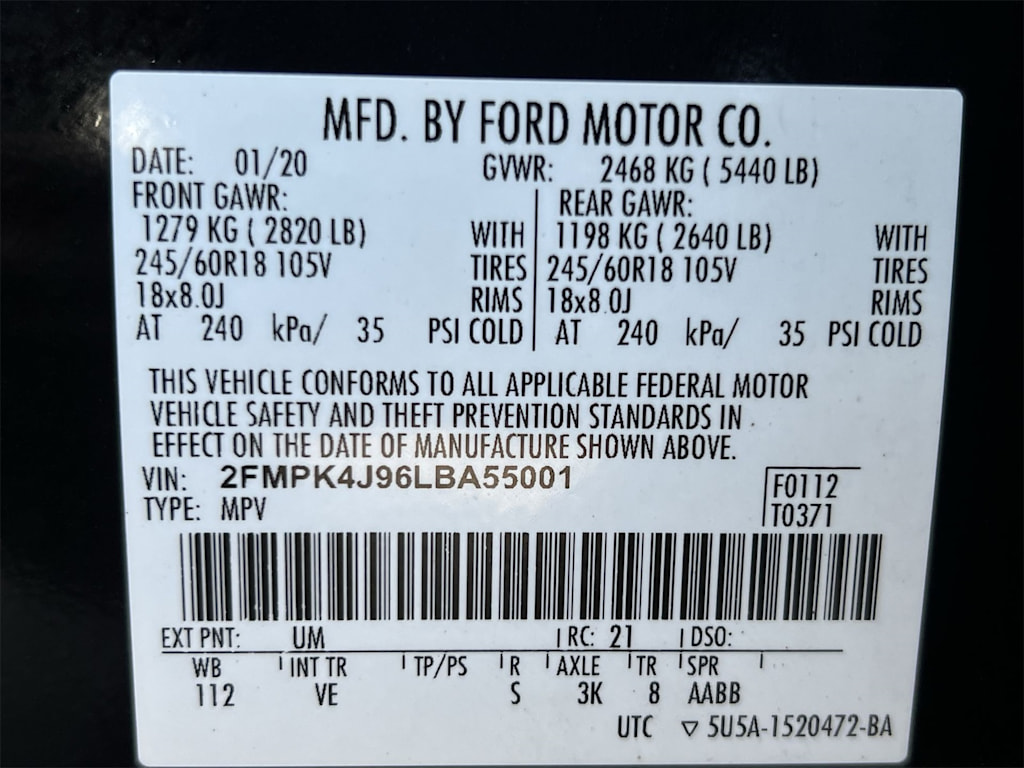 MFD. BY FORD MOTOR CO.
DATE: 01/20 GVWR: 2468 KG ( 5440 LB)
FRONT GAWR: REAR GAWR:
1279 KG ( 2820 LB) WITH 1198 KG ( 2640 LB) WITH
245/60R18 105V TIRES 245/60R18 105V TIRES
18x8.0J RIMS 18x8.0J RIMS
AT 240 kPa/ 35 PSI COLD AT 240 kPa/ 35 PSI COLD
THIS VEHICLE CONFORMS TO ALL APPLICABLE FEDERAL MOTOR
VEHICLE SAFETY AND THEFT PREVENTION STANDARDS IN
EFFECT ON THE DATE OF MANUFACTURE SHOWN ABOVE.
VIN: 2FMPK4J96LBA55001
F0112
TYPE: MPV
T0371
EXT PNT: UM RC: 21 DSO:
WB INT TR TP/PS R AXLE TR SPR
112 VE S 3K 8 AABB
UTC ▽ 5U5A-1520472-BA